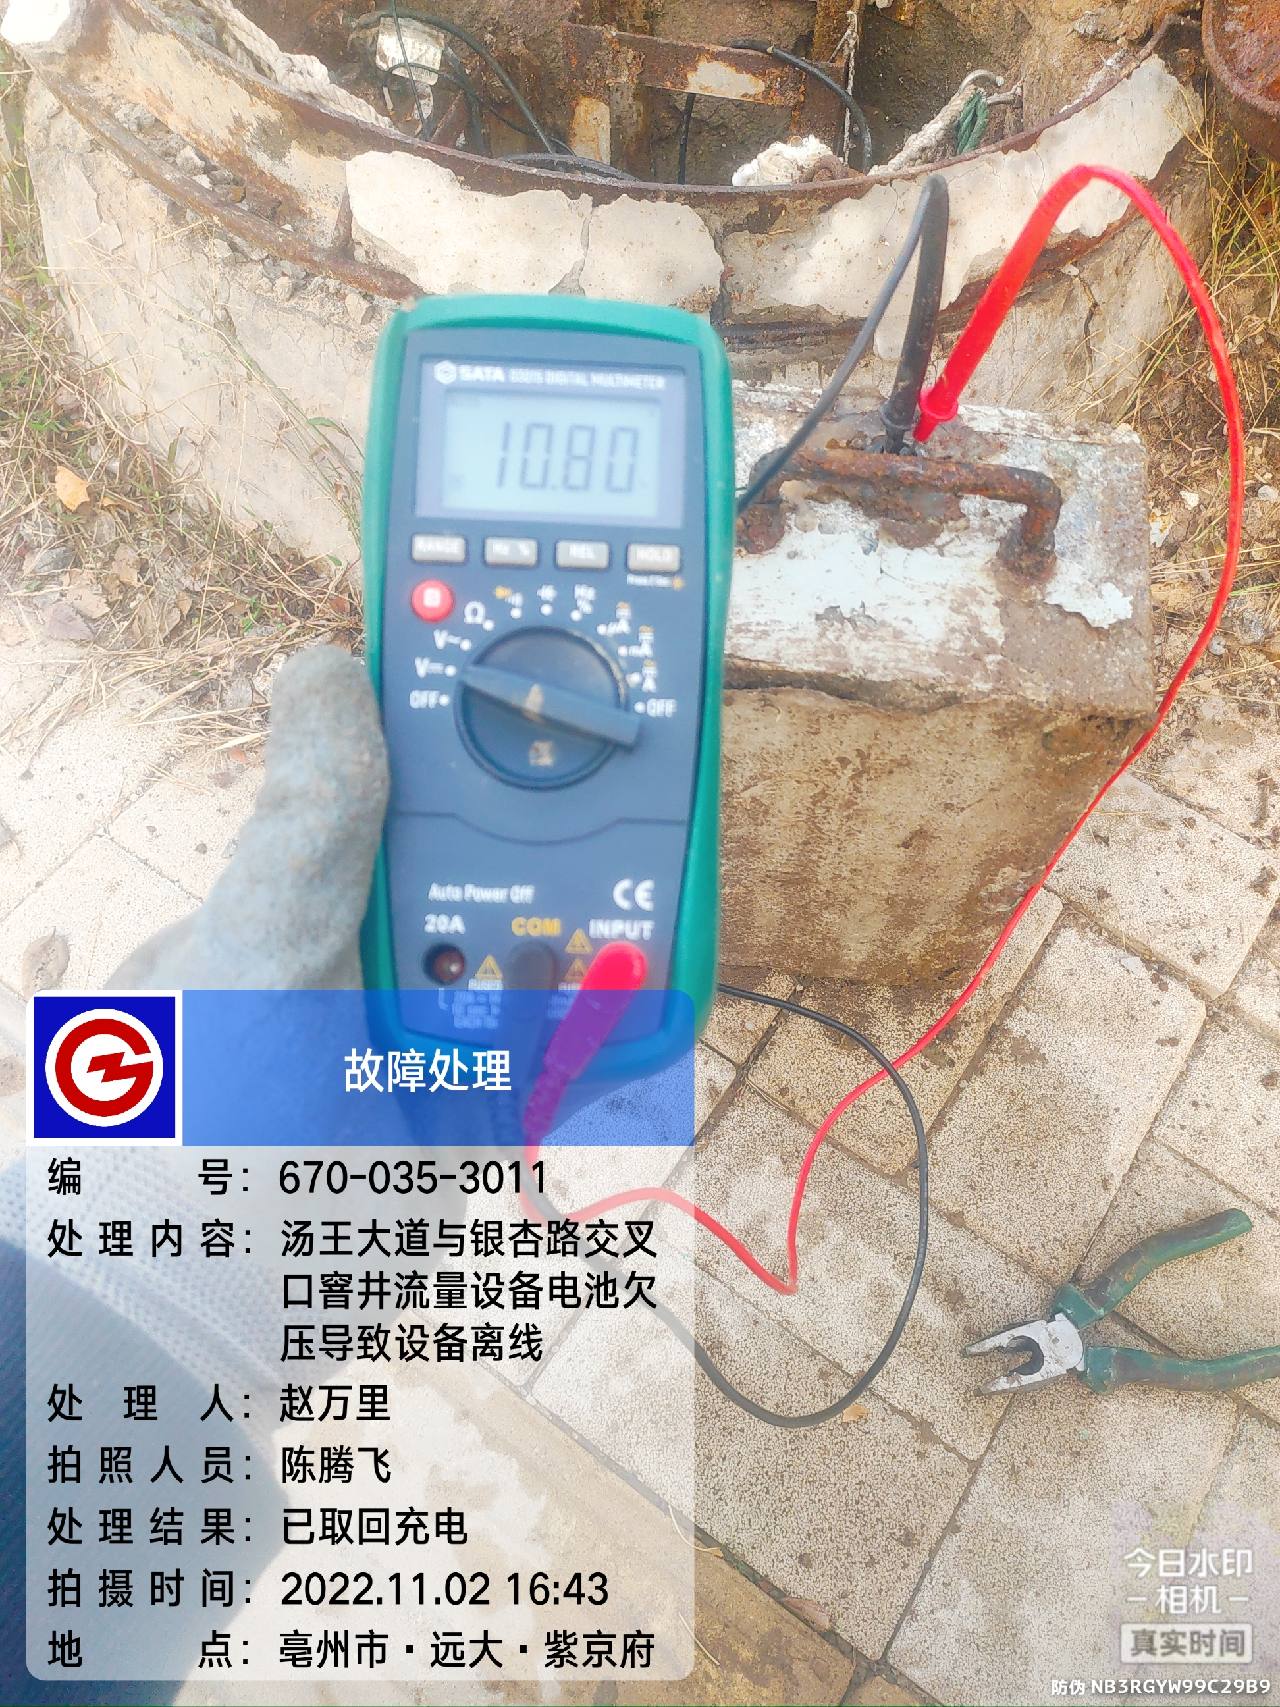 SATA 03015 DIGITAL MULTIMETER
10.80
RANGE Hz % REL HOLD
Ω
Hz
%
V~
μA
mA
V
A
OFF
OFF
Auto Power Off
CE
20A COM INPUT
故障处理
编号：670-035-3011
处理内容：汤王大道与银杏路交叉
口窨井流量设备电池欠
压导致设备离线
处理人：赵万里
拍照人员：陈腾飞
处理结果：已取回充电
拍摄时间：2022.11.02 16:43
地点：亳州市·远大·紫京府
今日水印
-相机-
真实时间
防伪 NB3RGYW99C29B9